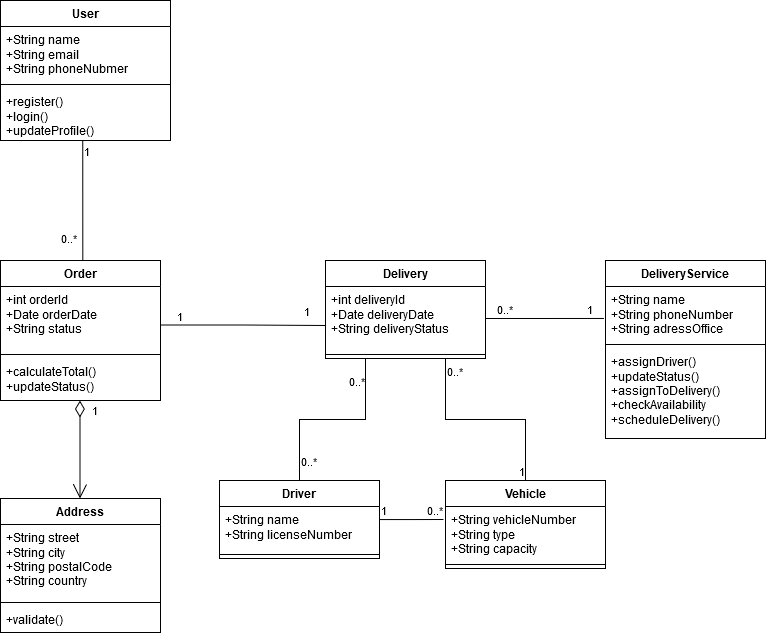 User
+String name
+String email
+String phoneNubmer
+register()
+login()
+updateProfile()
1
0..*
Order
+int orderId
+Date orderDate
+String status
+calculateTotal()
+updateStatus()
1
1
Delivery
+int deliveryId
+Date deliveryDate
+String deliveryStatus
0..*
1
DeliveryService
+String name
+String phoneNumber
+String adressOffice
+assignDriver()
+updateStatus()
+assignToDelivery()
+checkAvailability
+scheduleDelivery()
1
0..*
0..*
0..*
1
Driver
+String name
+String licenseNumber
1
0..*
Vehicle
+String vehicleNumber
+String type
+String capacity
Address
+String street
+String city
+String postalCode
+String country
+validate()